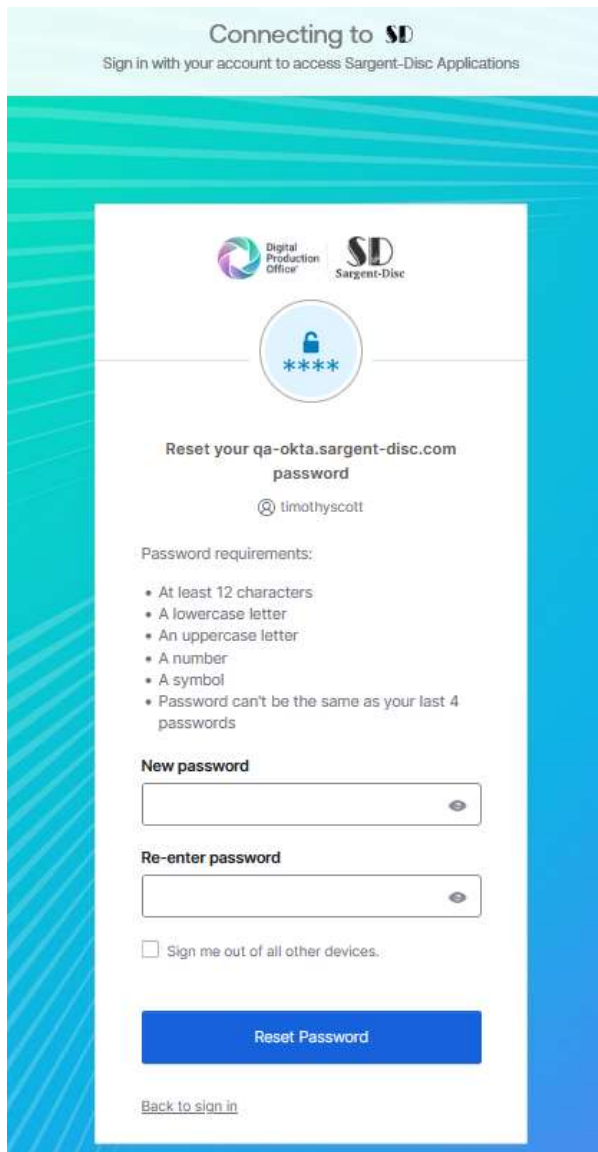 Connecting to SD
Sign in with your account to access Sargent-Disc Applications
Digital
Production
Office
SD
Sargent-Disc
****
Reset your qa-okta.sargent-disc.com
password
timothyscott
Password requirements:
• At least 12 characters
• A lowercase letter
• An uppercase letter
• A number
• A symbol
• Password can't be the same as your last 4
passwords
New password
Re-enter password
Sign me out of all other devices.
Reset Password
Back to sign in